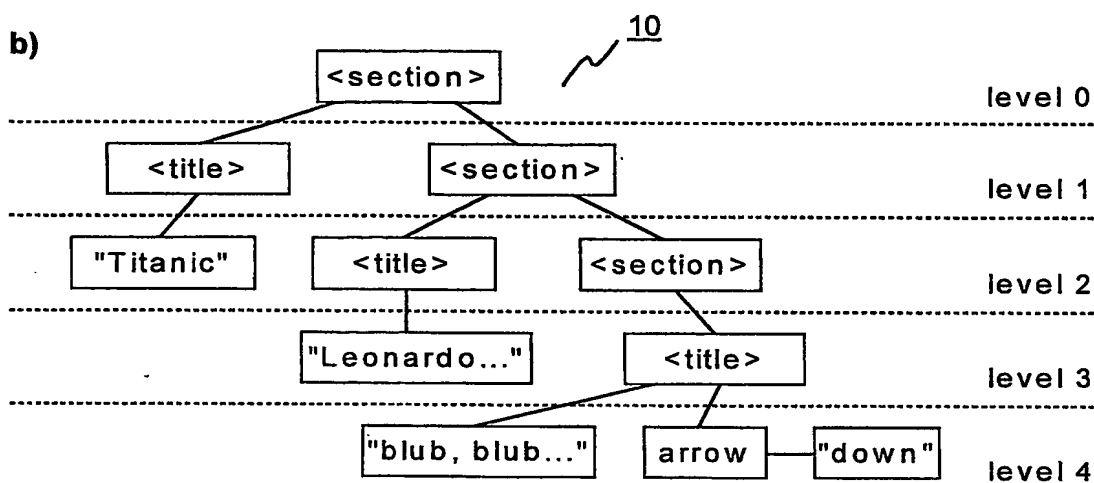 b)
10
<section>
level 0
<title> <section>
level 1
"Titanic" <title> <section>
level 2
"Leonardo..." <title>
level 3
"blub, blub..." arrow "down"
level 4